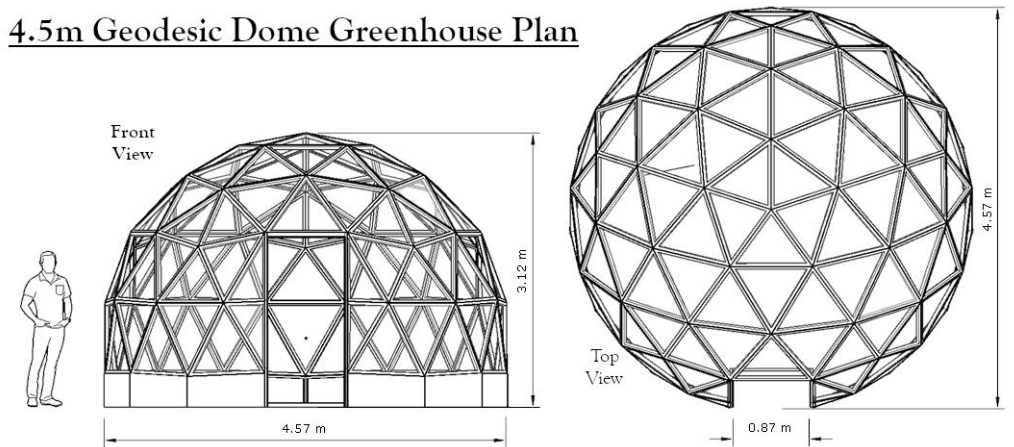 4.5m Geodesic Dome Greenhouse Plan
Front
View
3.12 m
4.57 m
4.57 m
Top
View
0.87 m